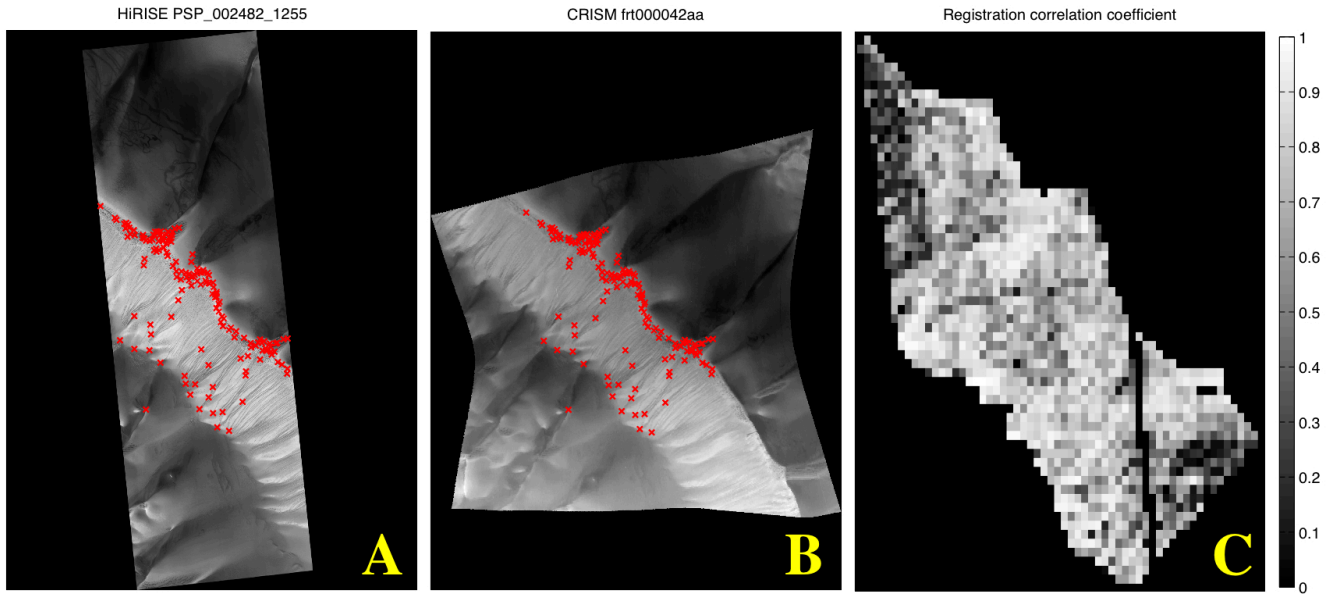 HiRISE PSP_002482_1255
CRISM frt000042aa
Registration correlation coefficient
A
B
C
1
0.9
0.8
0.7
0.6
0.5
0.4
0.3
0.2
0.1
0